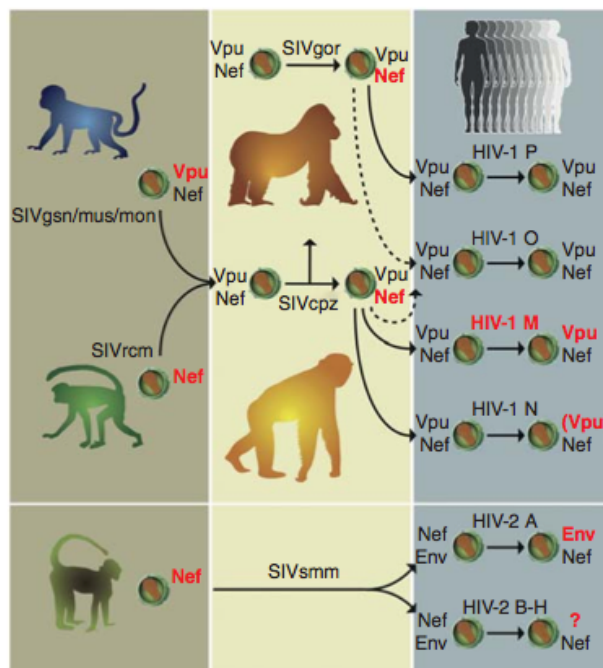 Vpu
Nef
SIVgor
Vpu
Nef
Vpu
Nef
SIVgsn/mus/mon
HIV-1 P
Vpu
Nef
Vpu
Nef
HIV-1 O
Vpu
Nef
Vpu
Nef
Vpu
Nef
SIVcpz
Vpu
Nef
SIVrcm
Nef
HIV-1 M
Vpu
Nef
Vpu
Nef
HIV-1 N
Vpu
Nef
(Vpu
Nef
Nef
SIVsmm
HIV-2 A
Nef
Env
Env
Nef
HIV-2 B-H
Nef
Env
?
Nef